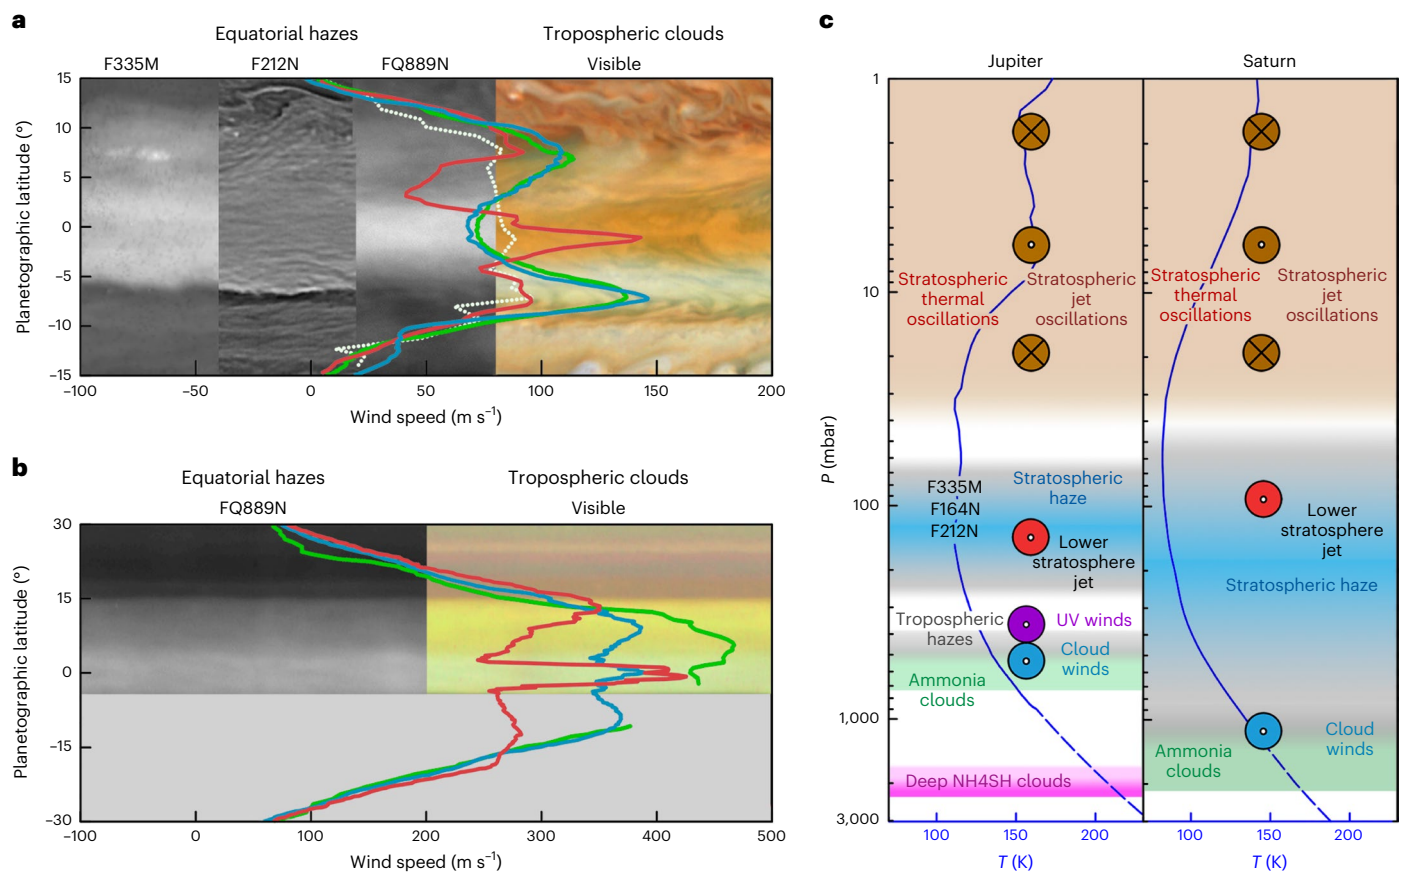 a
Equatorial hazes
Tropospheric clouds
F335M
F212N
FQ889N
Visible
Planetographic latitude (°)
15
10
5
0
−5
−10
−15
−100
−50
0
50
100
150
200
Wind speed (m s⁻¹)
b
Equatorial hazes
Tropospheric clouds
FQ889N
Visible
Planetographic latitude (°)
30
15
0
−15
−30
−100
0
100
200
300
400
500
Wind speed (m s⁻¹)
c
Jupiter
Saturn
P (mbar)
1
10
100
1,000
3,000
Stratospheric
thermal
oscillations
Stratospheric
jet
oscillations
F335M
F164N
F212N
Stratospheric
haze
Lower
stratosphere
jet
Tropospheric
hazes
UV winds
Cloud
winds
Ammonia
clouds
Deep NH4SH clouds
100
150
200
T (K)
Stratospheric
thermal
oscillations
Stratospheric
jet
oscillations
Lower
stratosphere
jet
Stratospheric haze
Cloud
winds
Ammonia
clouds
100
150
200
T (K)